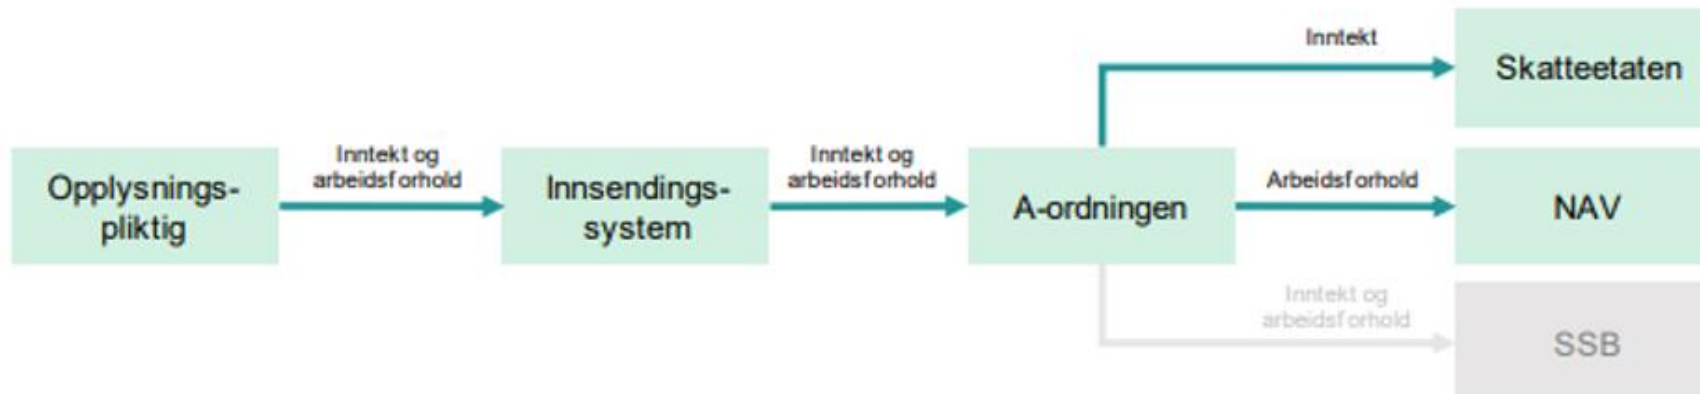 Inntekt
Skatteetaten
Opplysnings-
pliktig
Inntekt og
arbeidsforhold
Innsendings-
system
Inntekt og
arbeidsforhold
A-ordningen
Arbeidsforhold
NAV
Inntekt og
arbeidsforhold
SSB